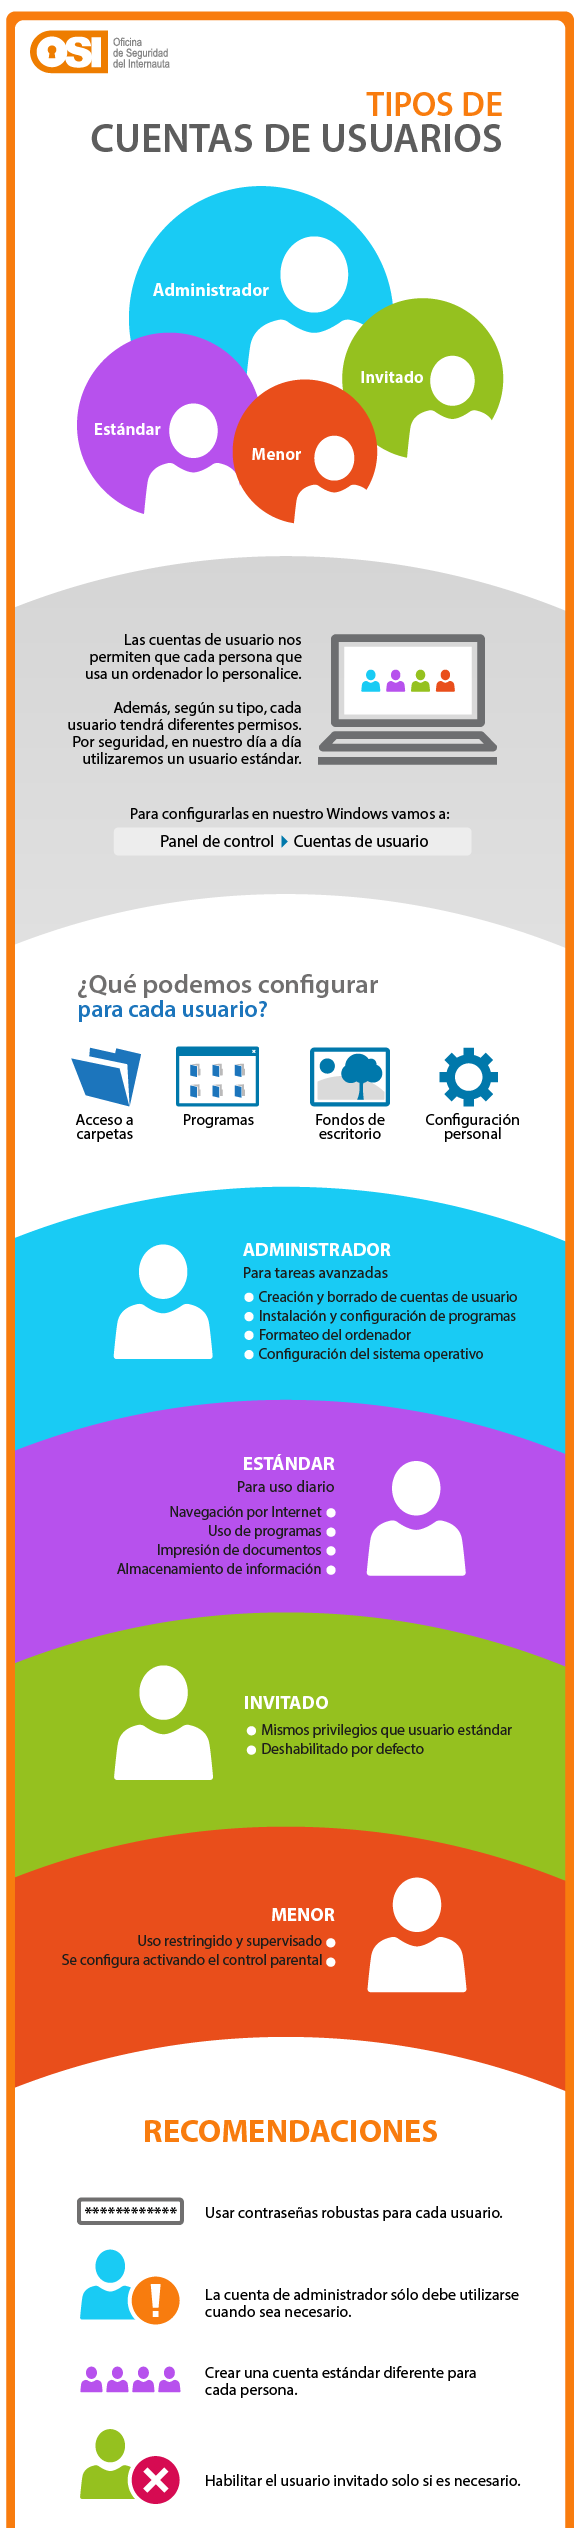 OSI
Oficina
de Seguridad
del Internauta
TIPOS DE
CUENTAS DE USUARIOS
Administrador
Invitado
Estándar
Menor
Las cuentas de usuario nos
permiten que cada persona que
usa un ordenador lo personalice.
Además, según su tipo, cada
usuario tendrá diferentes permisos.
Por seguridad, en nuestro día a día
utilizaremos un usuario estándar.
Para configurarlas en nuestro Windows vamos a:
Panel de control Cuentas de usuario
¿Qué podemos configurar
para cada usuario?
Acceso a
carpetas
Programas
Fondos de
escritorio
Configuración
personal
ADMINISTRADOR
Para tareas avanzadas
Creación y borrado de cuentas de usuario
Instalación y configuración de programas
Formateo del ordenador
Configuración del sistema operativo
ESTÁNDAR
Para uso diario
Navegación por Internet
Uso de programas
Impresión de documentos
Almacenamiento de información
INVITADO
Mismos privilegios que usuario estándar
Deshabilitado por defecto
MENOR
Uso restringido y supervisado
Se configura activando el control parental
RECOMENDACIONES
************
Usar contraseñas robustas para cada usuario.
!
La cuenta de administrador sólo debe utilizarse
cuando sea necesario.
Crear una cuenta estándar diferente para
cada persona.
Habilitar el usuario invitado solo si es necesario.